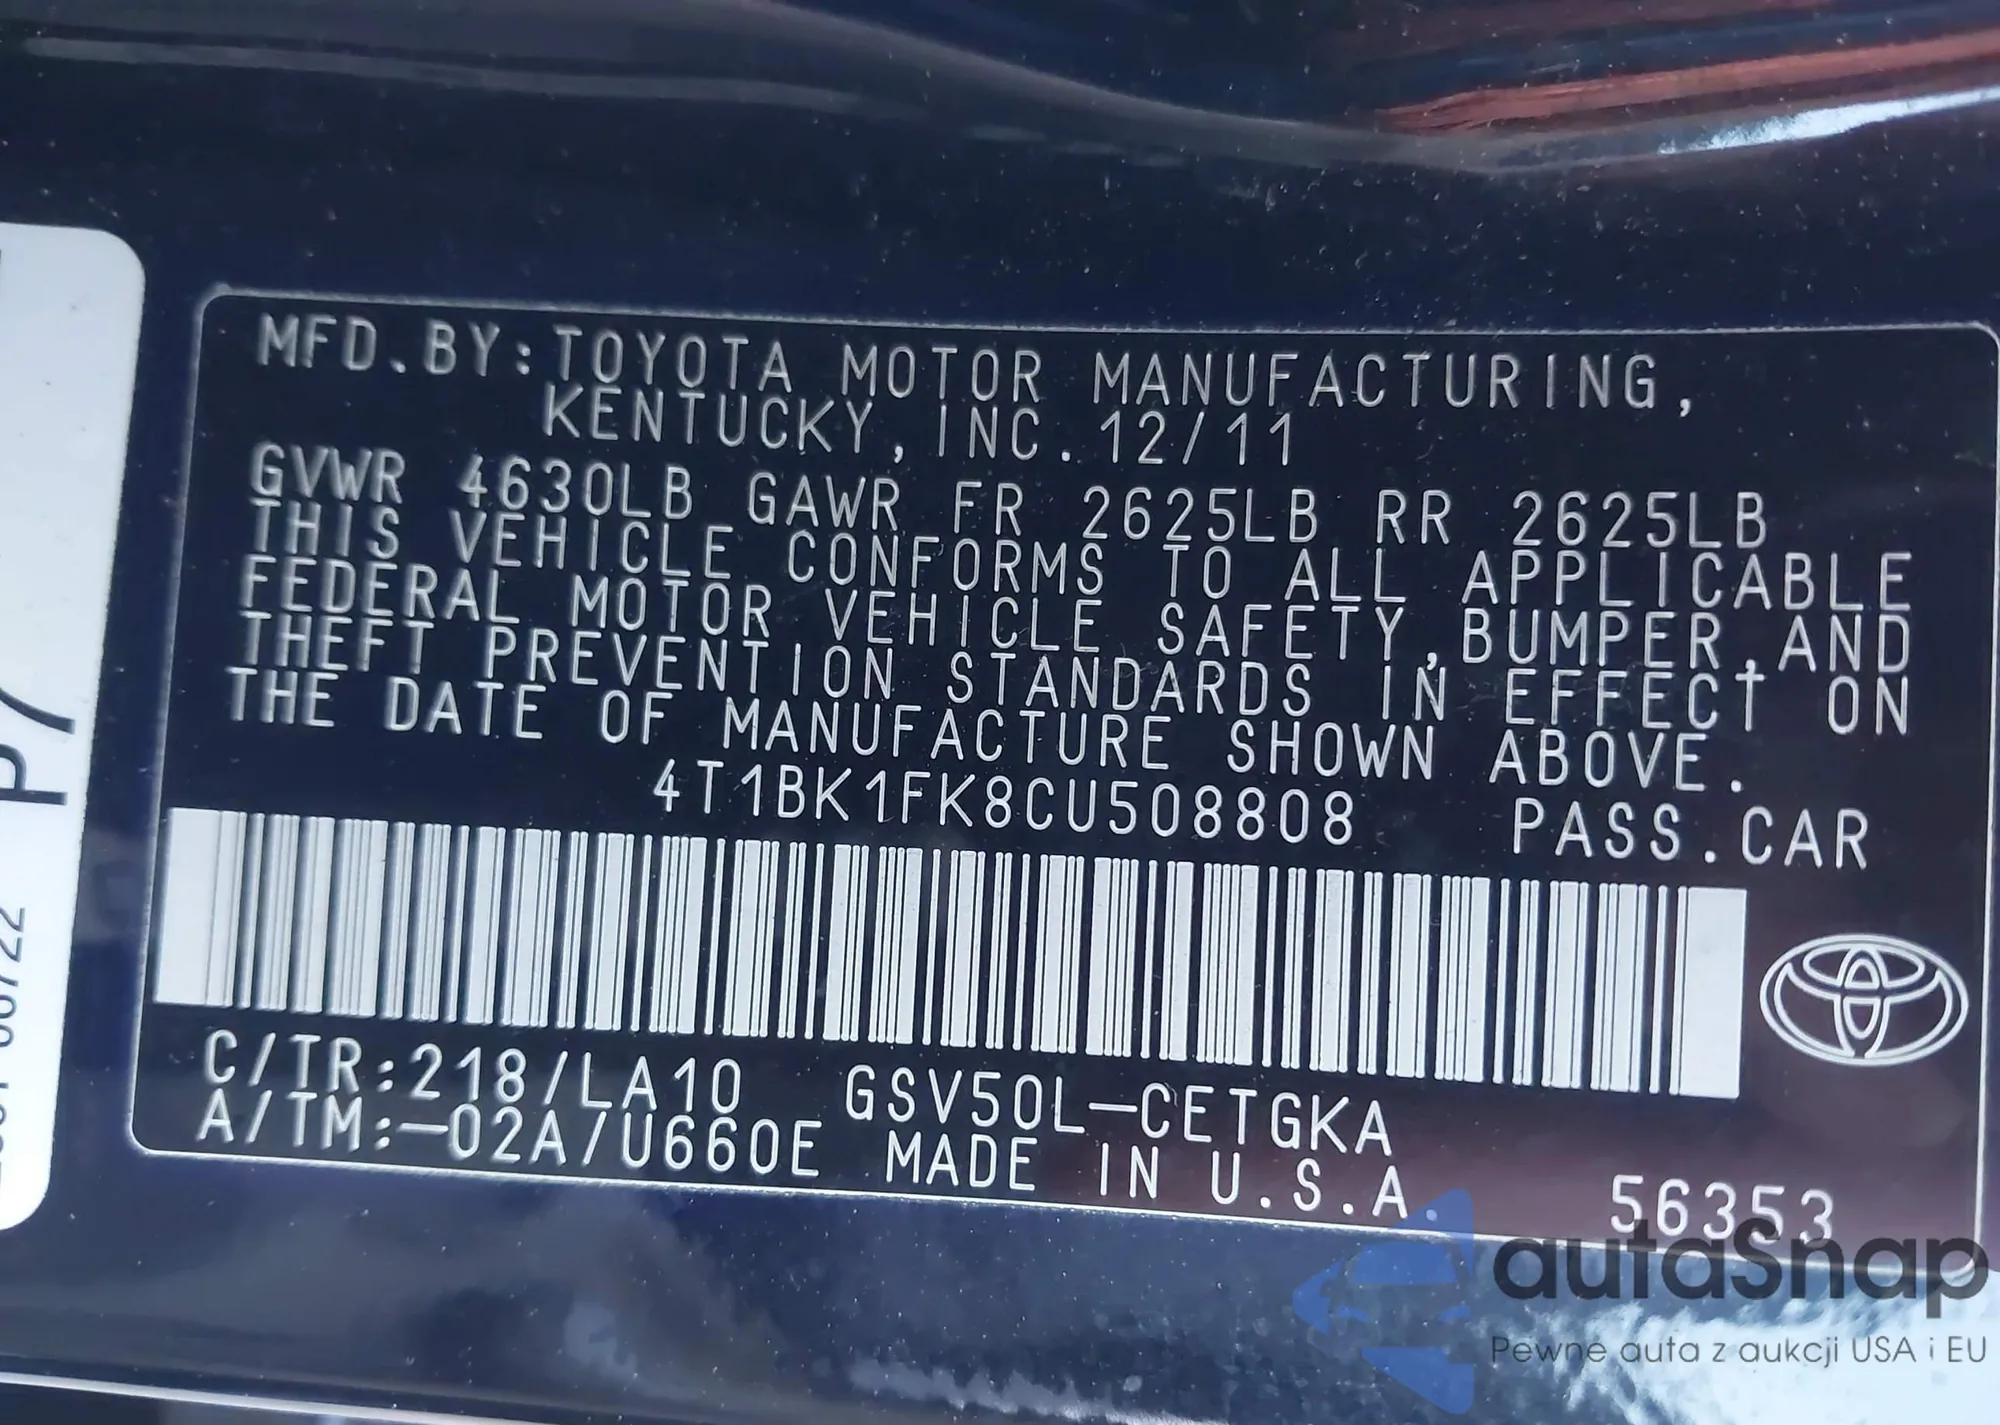 MFD.BY:TOYOTA MOTOR MANUFACTURING,
KENTUCKY, INC. 12/11
GVWR 4630LB GAWR FR 2625LB RR 2625LB
THIS VEHICLE CONFORMS TO ALL APPLICABLE
FEDERAL MOTOR VEHICLE SAFETY,BUMPER,AND
THEFT PREVENTION STANDARDS IN EFFECT ON
THE DATE OF MANUFACTURE SHOWN ABOVE.
4T1BK1FK8CU508808 PASS.CAR
C/TR:218/LA10 GSV50L-CETGKA
A/TM:-02A/U660E MADE IN U.S.A.
56353
autaSnap
Pewne auta z aukcji USA i EU